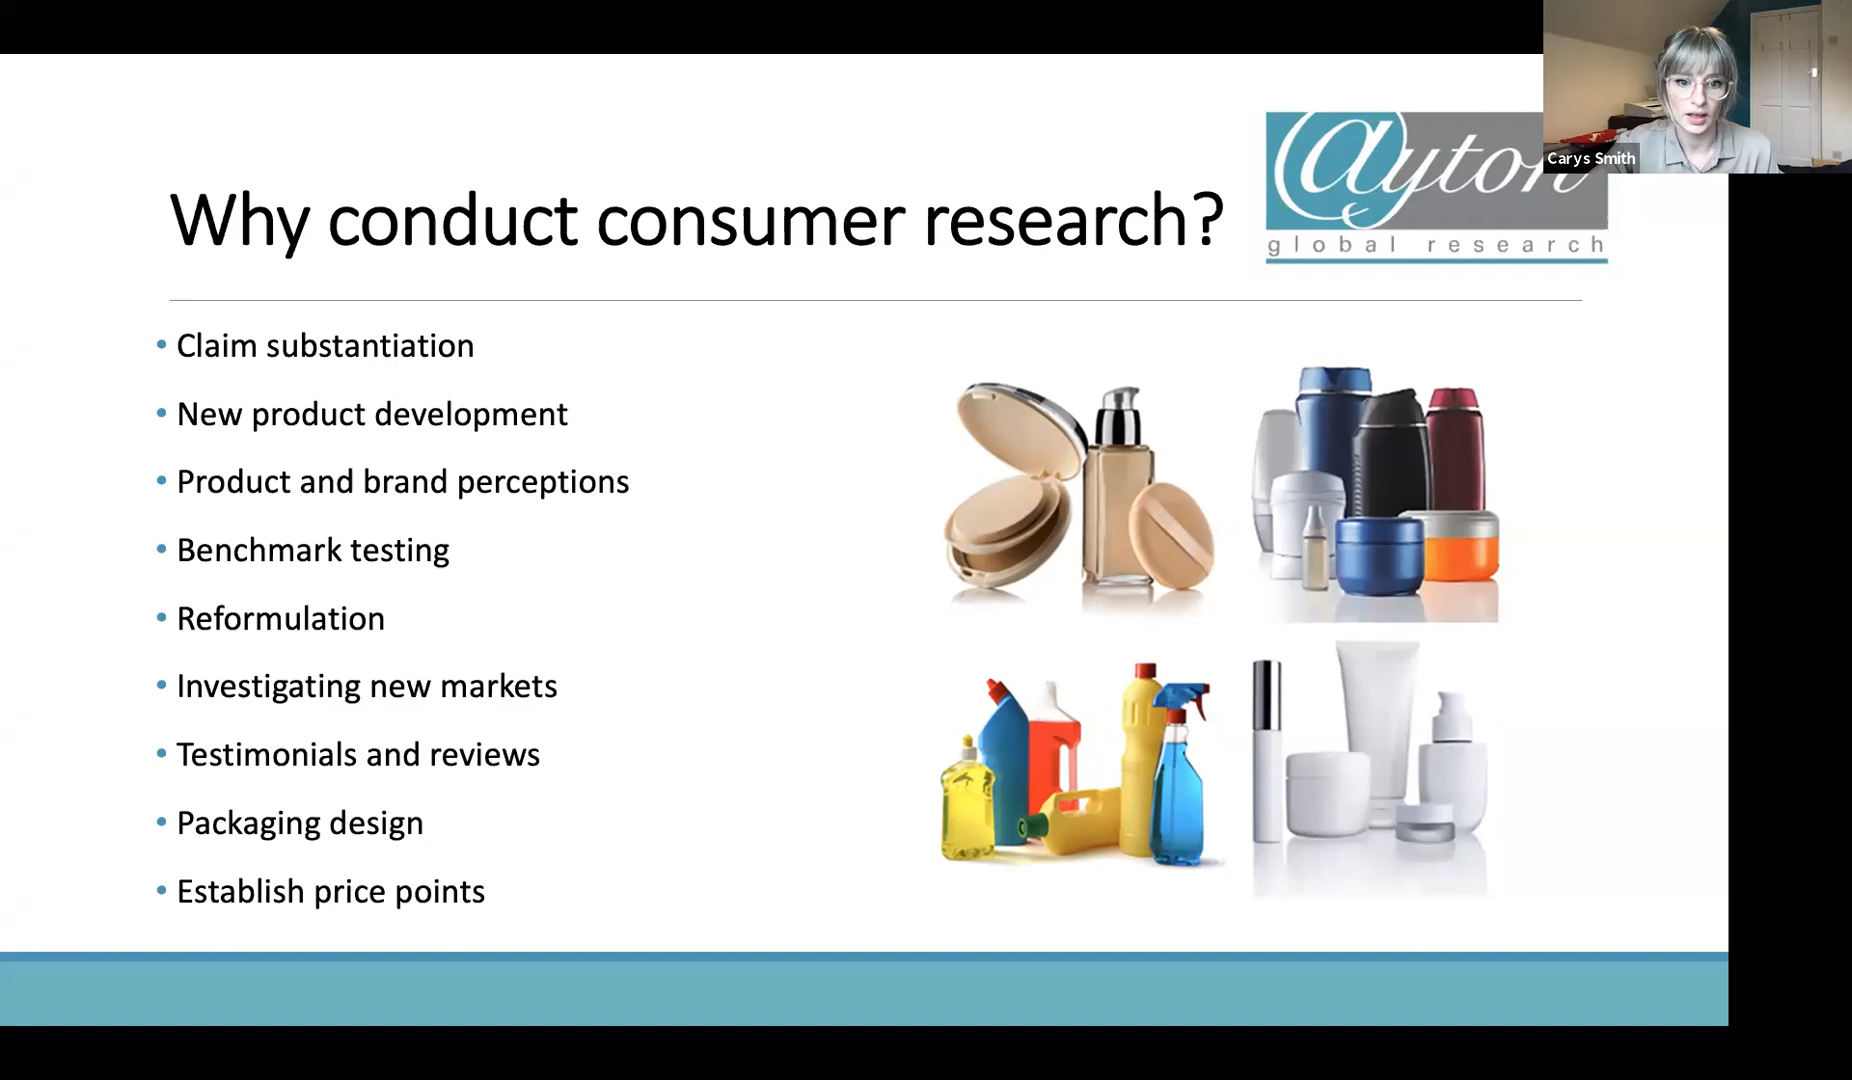 Why conduct consumer research?
@yton
global research
Carys Smith
• Claim substantiation
• New product development
• Product and brand perceptions
• Benchmark testing
• Reformulation
• Investigating new markets
• Testimonials and reviews
• Packaging design
• Establish price points